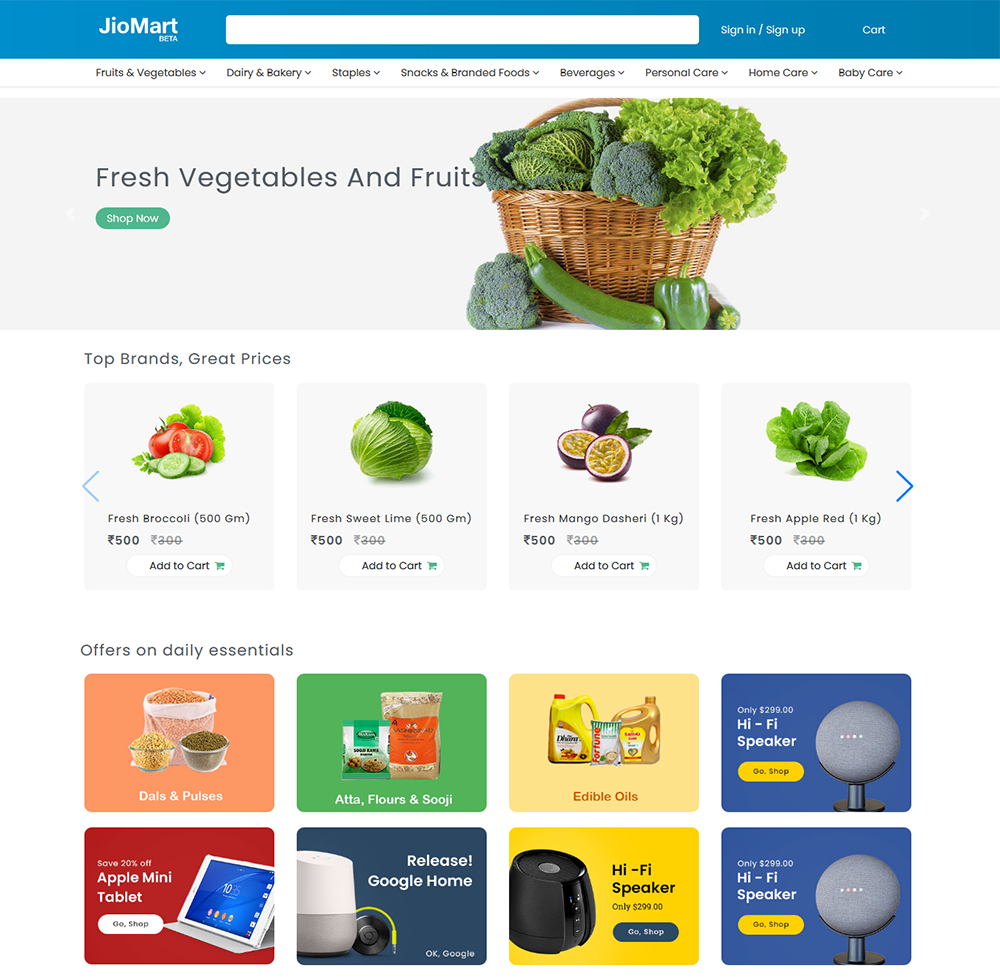 JioMart
BETA
Sign in / Sign up
Cart
Fruits & Vegetables
Dairy & Bakery
Staples
Snacks & Branded Foods
Beverages
Personal Care
Home Care
Baby Care
Fresh Vegetables And Fruits
Shop Now
Top Brands, Great Prices
Fresh Broccoli (500 Gm)
₹500 ₹300
Add to Cart
Fresh Sweet Lime (500 Gm)
₹500 ₹300
Add to Cart
Fresh Mango Dasheri (1 Kg)
₹500 ₹300
Add to Cart
Fresh Apple Red (1 Kg)
₹500 ₹300
Add to Cart
Offers on daily essentials
Dals & Pulses
SOOJI RAWA
Atta, Flours & Sooji
Dhara
Fortune
Edible Oils
Only $299.00
Hi - Fi
Speaker
Go, Shop
Save 20% off
Apple Mini
Tablet
Go, Shop
10:35
Release!
Google Home
OK, Google
Hi -Fi
Speaker
Only $299.00
Go, Shop
Only $299.00
Hi - Fi
Speaker
Go, Shop